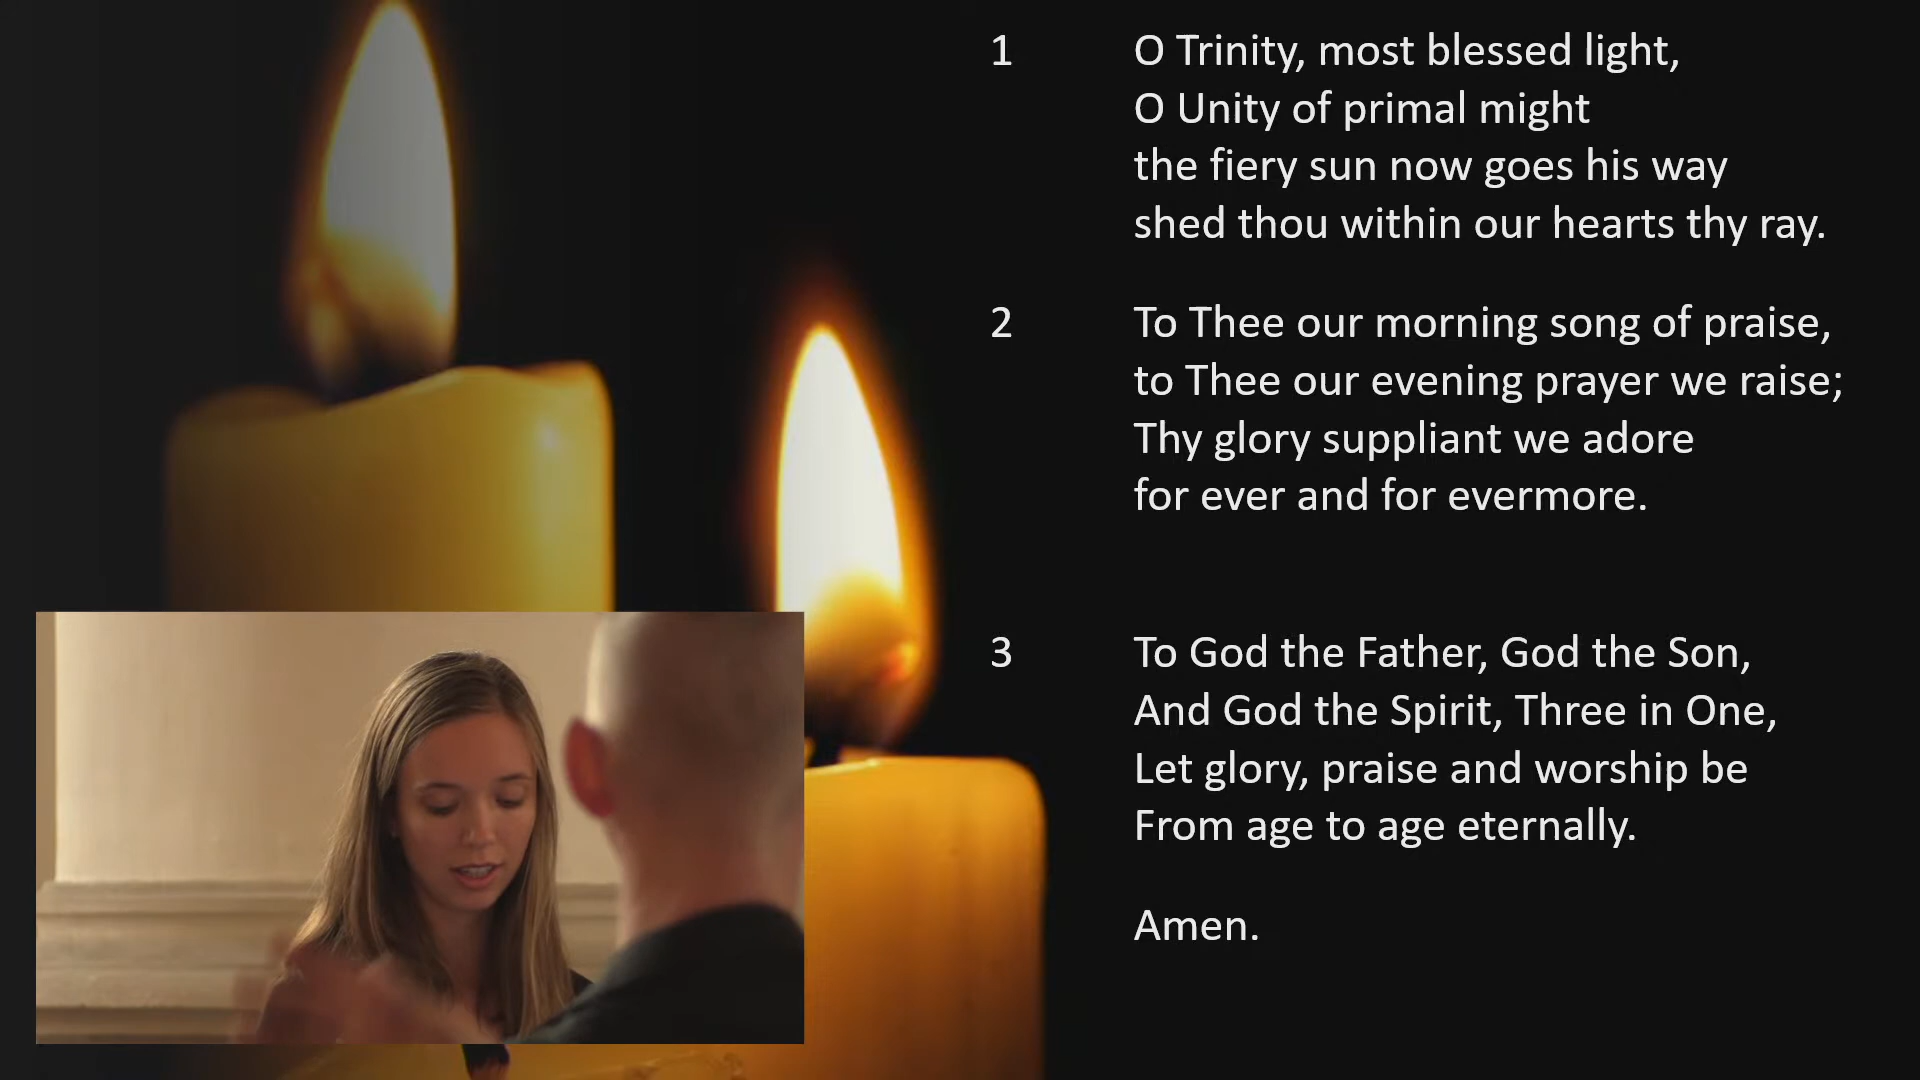 1 O Trinity, most blessed light,
O Unity of primal might
the fiery sun now goes his way
shed thou within our hearts thy ray.
2 To Thee our morning song of praise,
to Thee our evening prayer we raise;
Thy glory suppliant we adore
for ever and for evermore.
3 To God the Father, God the Son,
And God the Spirit, Three in One,
Let glory, praise and worship be
From age to age eternally.
Amen.